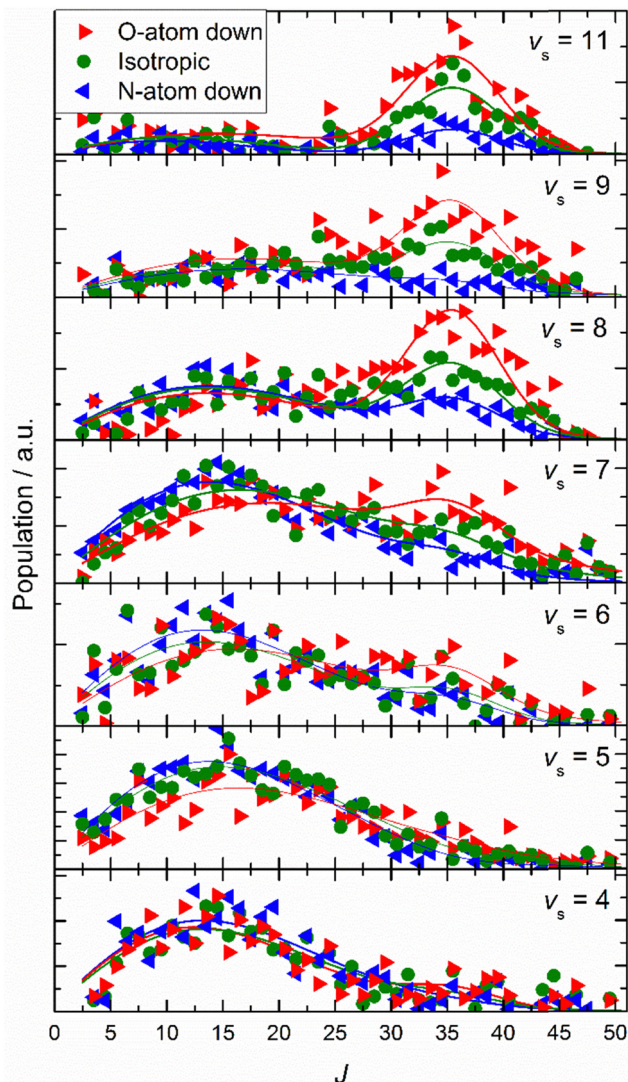 O-atom down
Isotropic
N-atom down
vs = 11
vs = 9
vs = 8
vs = 7
vs = 6
vs = 5
vs = 4
Population / a.u.
0 5 10 15 20 25 30 35 40 45 50
J